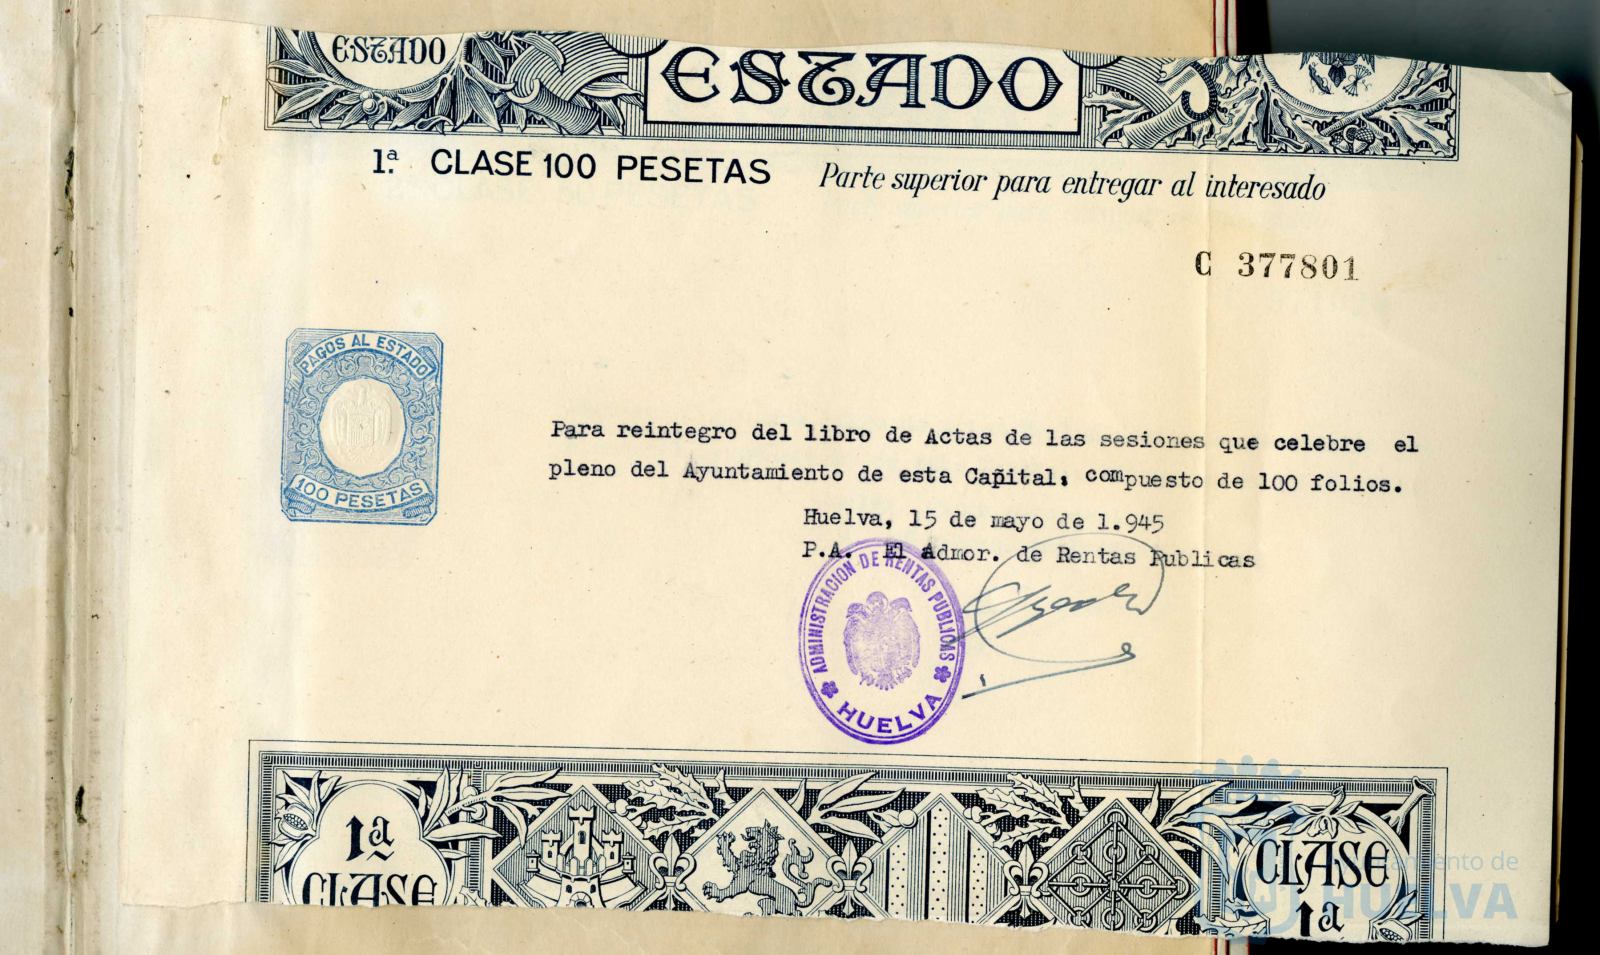 ESTADO
ESTADO
1.ª CLASE 100 PESETAS
Parte superior para entregar al interesado
C 377801
PAGOS AL ESTADO
100 PESETAS
Para reintegro del libro de Actas de las sesiones que celebre el
pleno del Ayuntamiento de esta Capital, compuesto de 100 folios.
Huelva, 15 de mayo de 1.945
P.A. El Admor. de Rentas Publicas
ADMINISTRACION DE RENTAS PUBLICAS
HUELVA
1ª
CLASE
CLASE
1ª
Ayuntamiento de
HUELVA